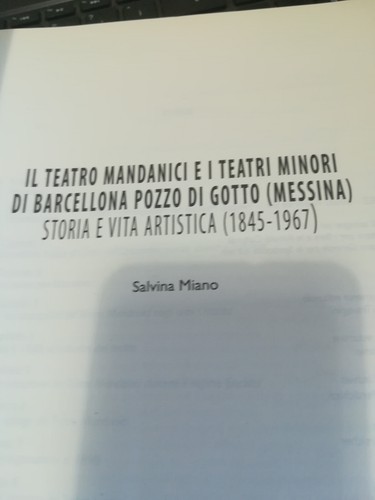 IL TEATRO MANDANICI E I TEATRI MINORI
DI BARCELLONA POZZO DI GOTTO (MESSINA)
STORIA E VITA ARTISTICA (1845-1967)
Salvina Miano